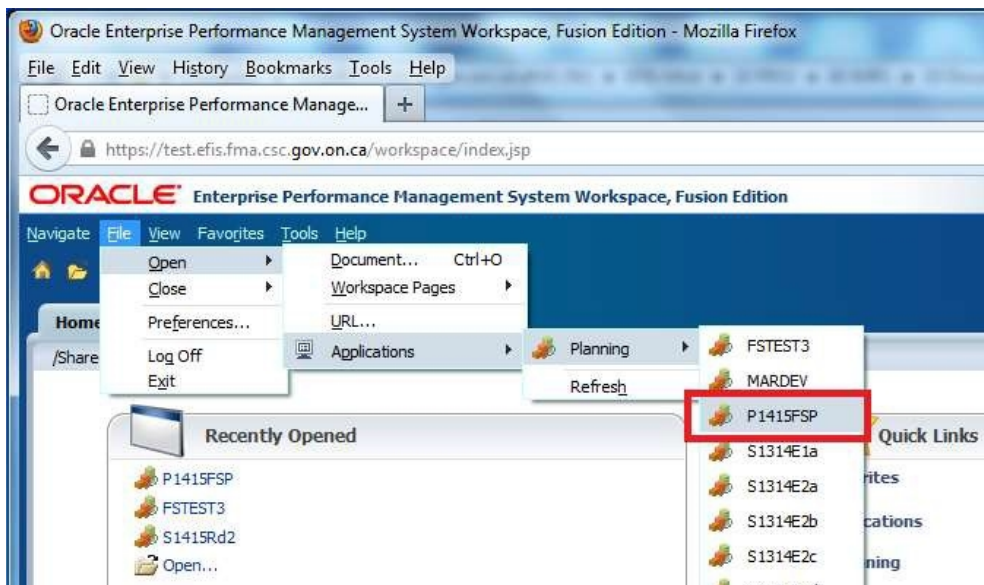 Oracle Enterprise Performance Management System Workspace, Fusion Edition - Mozilla Firefox
File Edit View History Bookmarks Tools Help
Oracle Enterprise Performance Manage... +
https://test.efis.fma.csc.gov.on.ca/workspace/index.jsp
ORACLE Enterprise Performance Management System Workspace, Fusion Edition
Navigate File View Favorites Tools Help
Open
Document... Ctrl+O
Close
Workspace Pages
Home
Preferences...
URL...
/Share
Log Off
Applications
Planning
FSTEST3
Exit
Refresh
MARDEV
P1415FSP
Recently Opened
Quick Links
S1314E1a
P1415FSP
rites
S1314E2a
FSTEST3
S1314E2b
cations
S1415Rd2
S1314E2c
ning
Open...